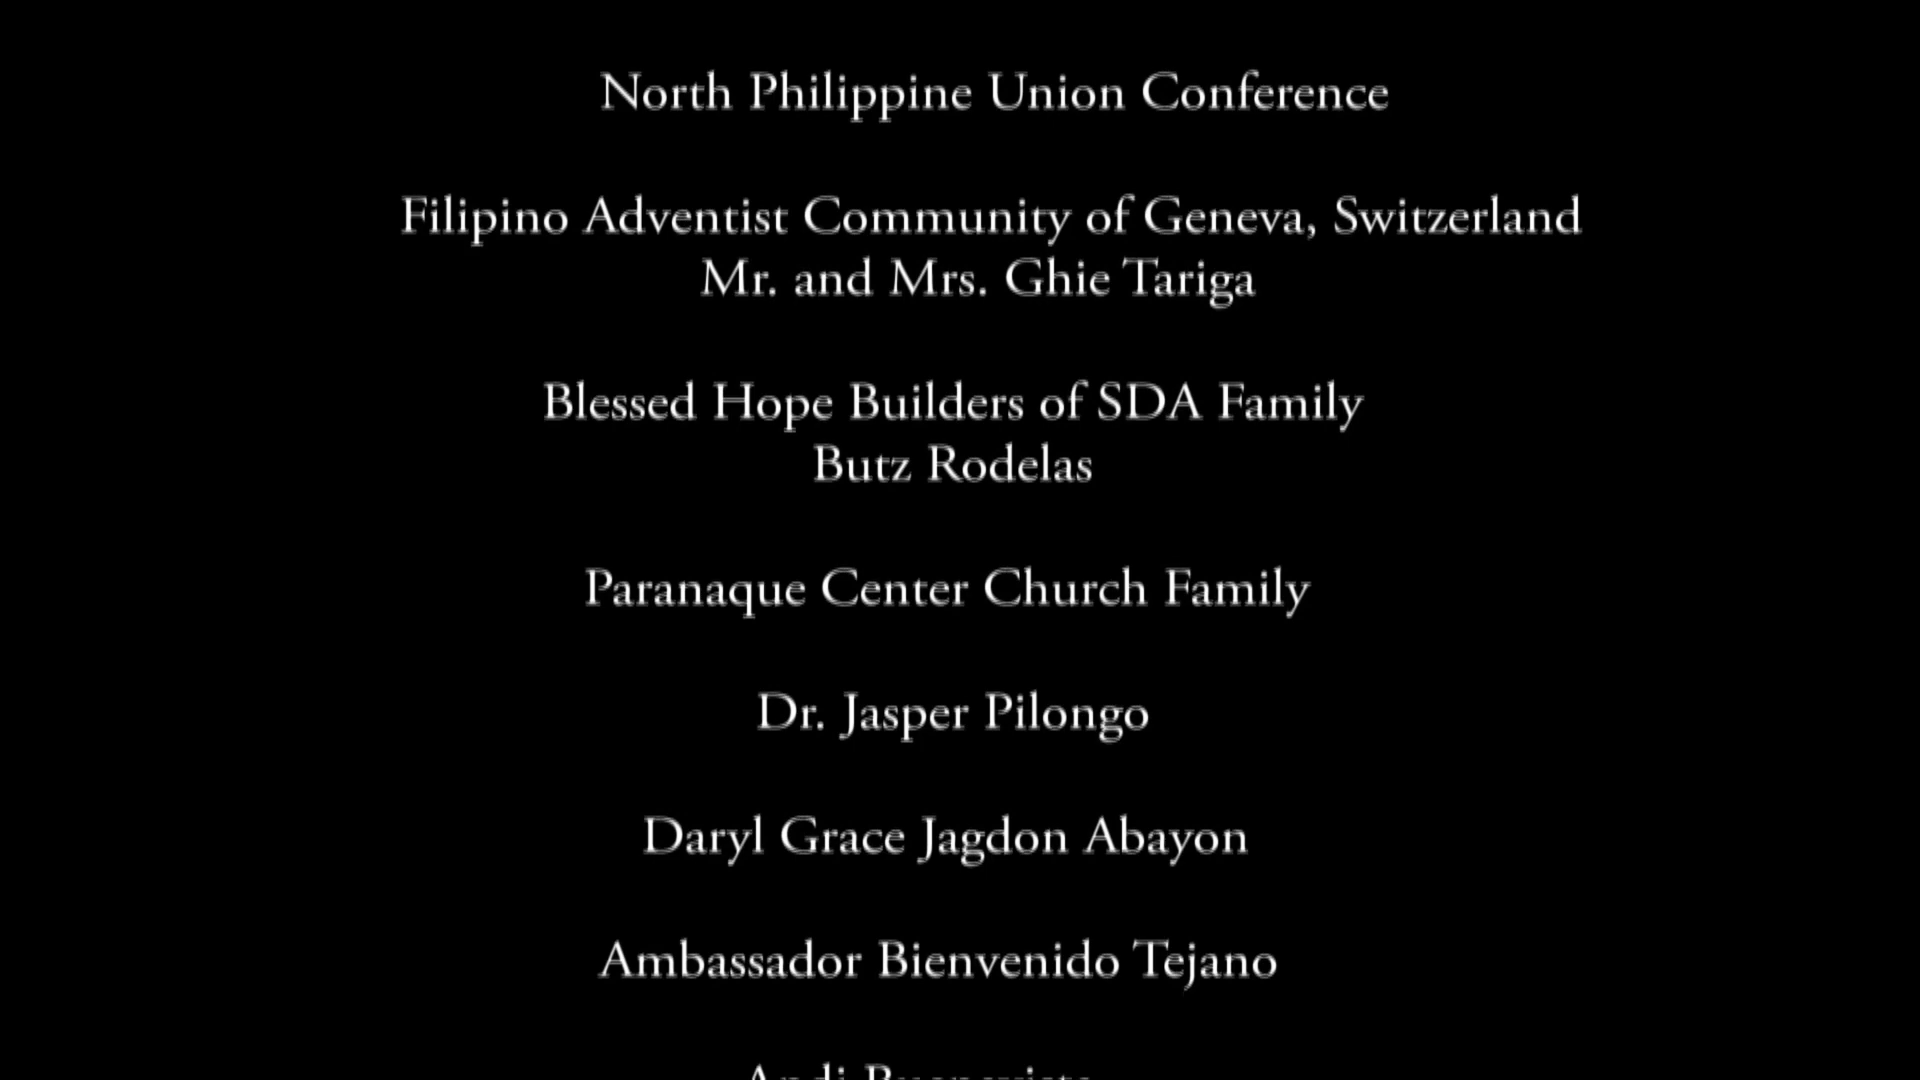 North Philippine Union Conference
Filipino Adventist Community of Geneva, Switzerland
Mr. and Mrs. Ghie Tariga
Blessed Hope Builders of SDA Family
Butz Rodelas
Paranaque Center Church Family
Dr. Jasper Pilongo
Daryl Grace Jagdon Abayon
Ambassador Bienvenido Tejano
Andi